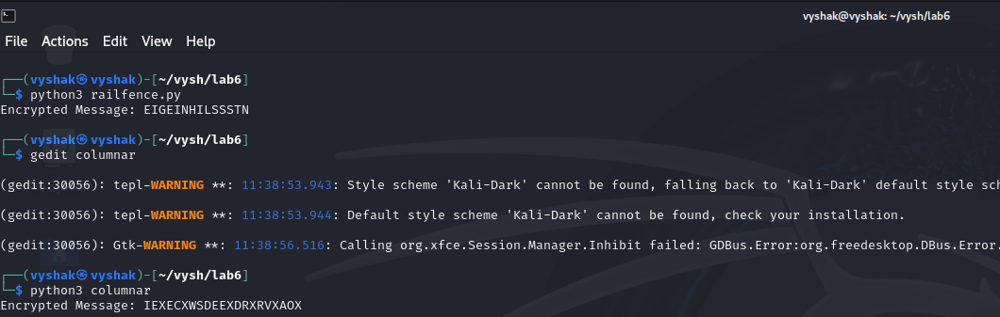 vyshak@vyshak: ~/vysh/lab6
File Actions Edit View Help
┌──(vyshak㉿vyshak)-[~/vysh/lab6]
└─$ python3 railfence.py
Encrypted Message: EIGEINHILSSSTN
┌──(vyshak㉿vyshak)-[~/vysh/lab6]
└─$ gedit columnar
(gedit:30056): tepl-WARNING **: 11:38:53.943: Style scheme 'Kali-Dark' cannot be found, falling back to 'Kali-Dark' default style sch
(gedit:30056): tepl-WARNING **: 11:38:53.944: Default style scheme 'Kali-Dark' cannot be found, check your installation.
(gedit:30056): Gtk-WARNING **: 11:38:56.516: Calling org.xfce.Session.Manager.Inhibit failed: GDBus.Error:org.freedesktop.DBus.Error.
┌──(vyshak㉿vyshak)-[~/vysh/lab6]
└─$ python3 columnar
Encrypted Message: IEXECXWSDEEXDRXRVXAOX